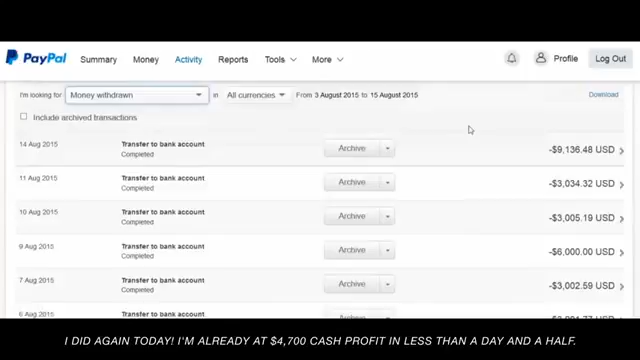 PayPal Summary Money Activity Reports Tools More Profile Log Out
I'm looking for Money withdrawn in All currencies From 3 August 2015 to 15 August 2015 Download
Include archived transactions
14 Aug 2015 Transfer to bank account Archive -$9,136.48 USD
Completed
11 Aug 2015 Transfer to bank account Archive -$3,034.32 USD
Completed
10 Aug 2015 Transfer to bank account Archive -$3,005.19 USD
Completed
9 Aug 2015 Transfer to bank account Archive -$6,000.00 USD
Completed
7 Aug 2015 Transfer to bank account Archive -$3,002.59 USD
Completed
6 Aug 2015 Transfer to bank account
I DID AGAIN TODAY! I'M ALREADY AT $4,700 CASH PROFIT IN LESS THAN A DAY AND A HALF.